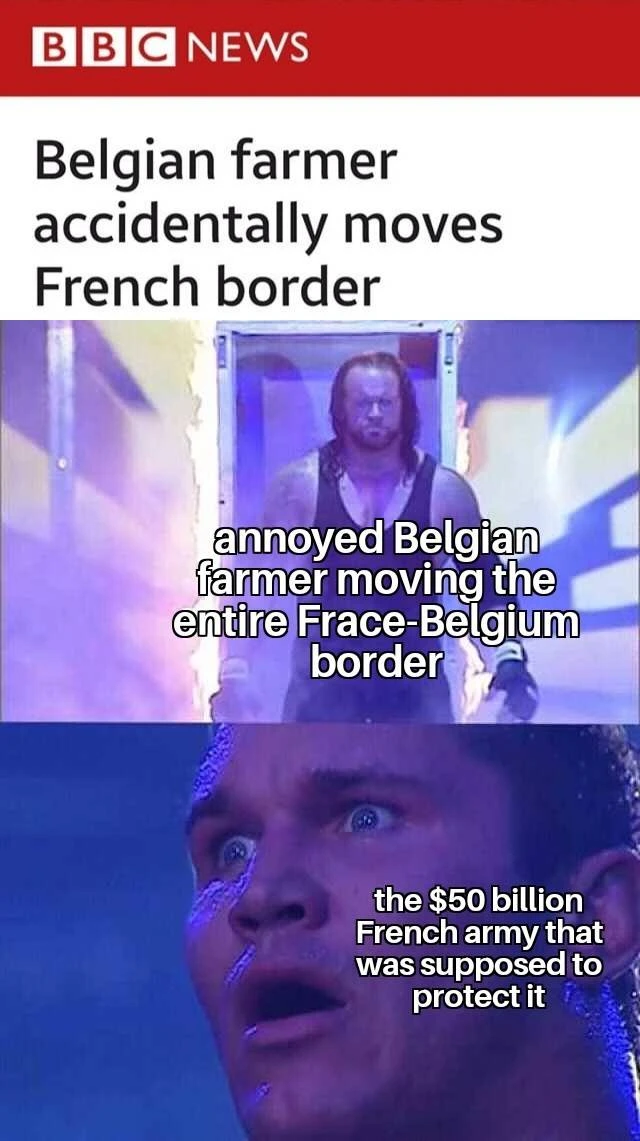 BBC NEWS
Belgian farmer
accidentally moves
French border
annoyed Belgian
farmer moving the
entire Frace-Belgium
border
the $50 billion
French army that
was supposed to
protect it